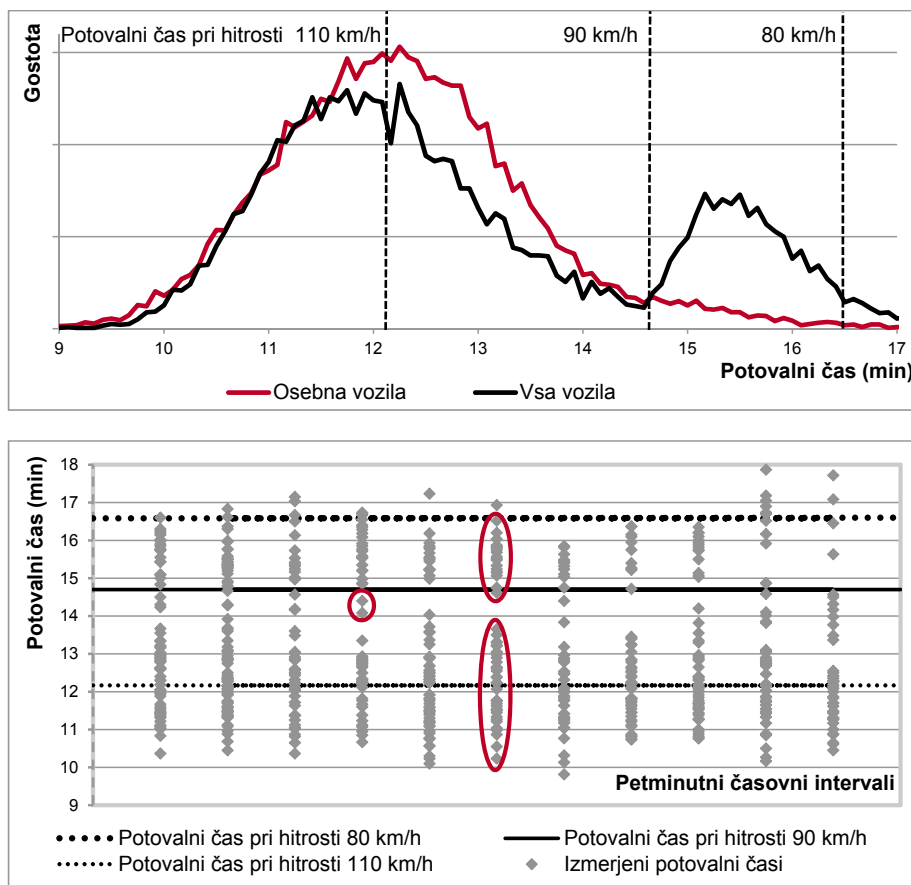 Potovalni čas pri hitrosti 110 km/h 90 km/h 80 km/h
Gostota
9 10 11 12 13 14 15 16 17
Potovalni čas (min)
Osebna vozila Vsa vozila
Potovalni čas (min)
18
17
16
15
14
13
12
11
10
9
Petminutni časovni intervali
Potovalni čas pri hitrosti 80 km/h Potovalni čas pri hitrosti 90 km/h
Potovalni čas pri hitrosti 110 km/h Izmerjeni potovalni časi